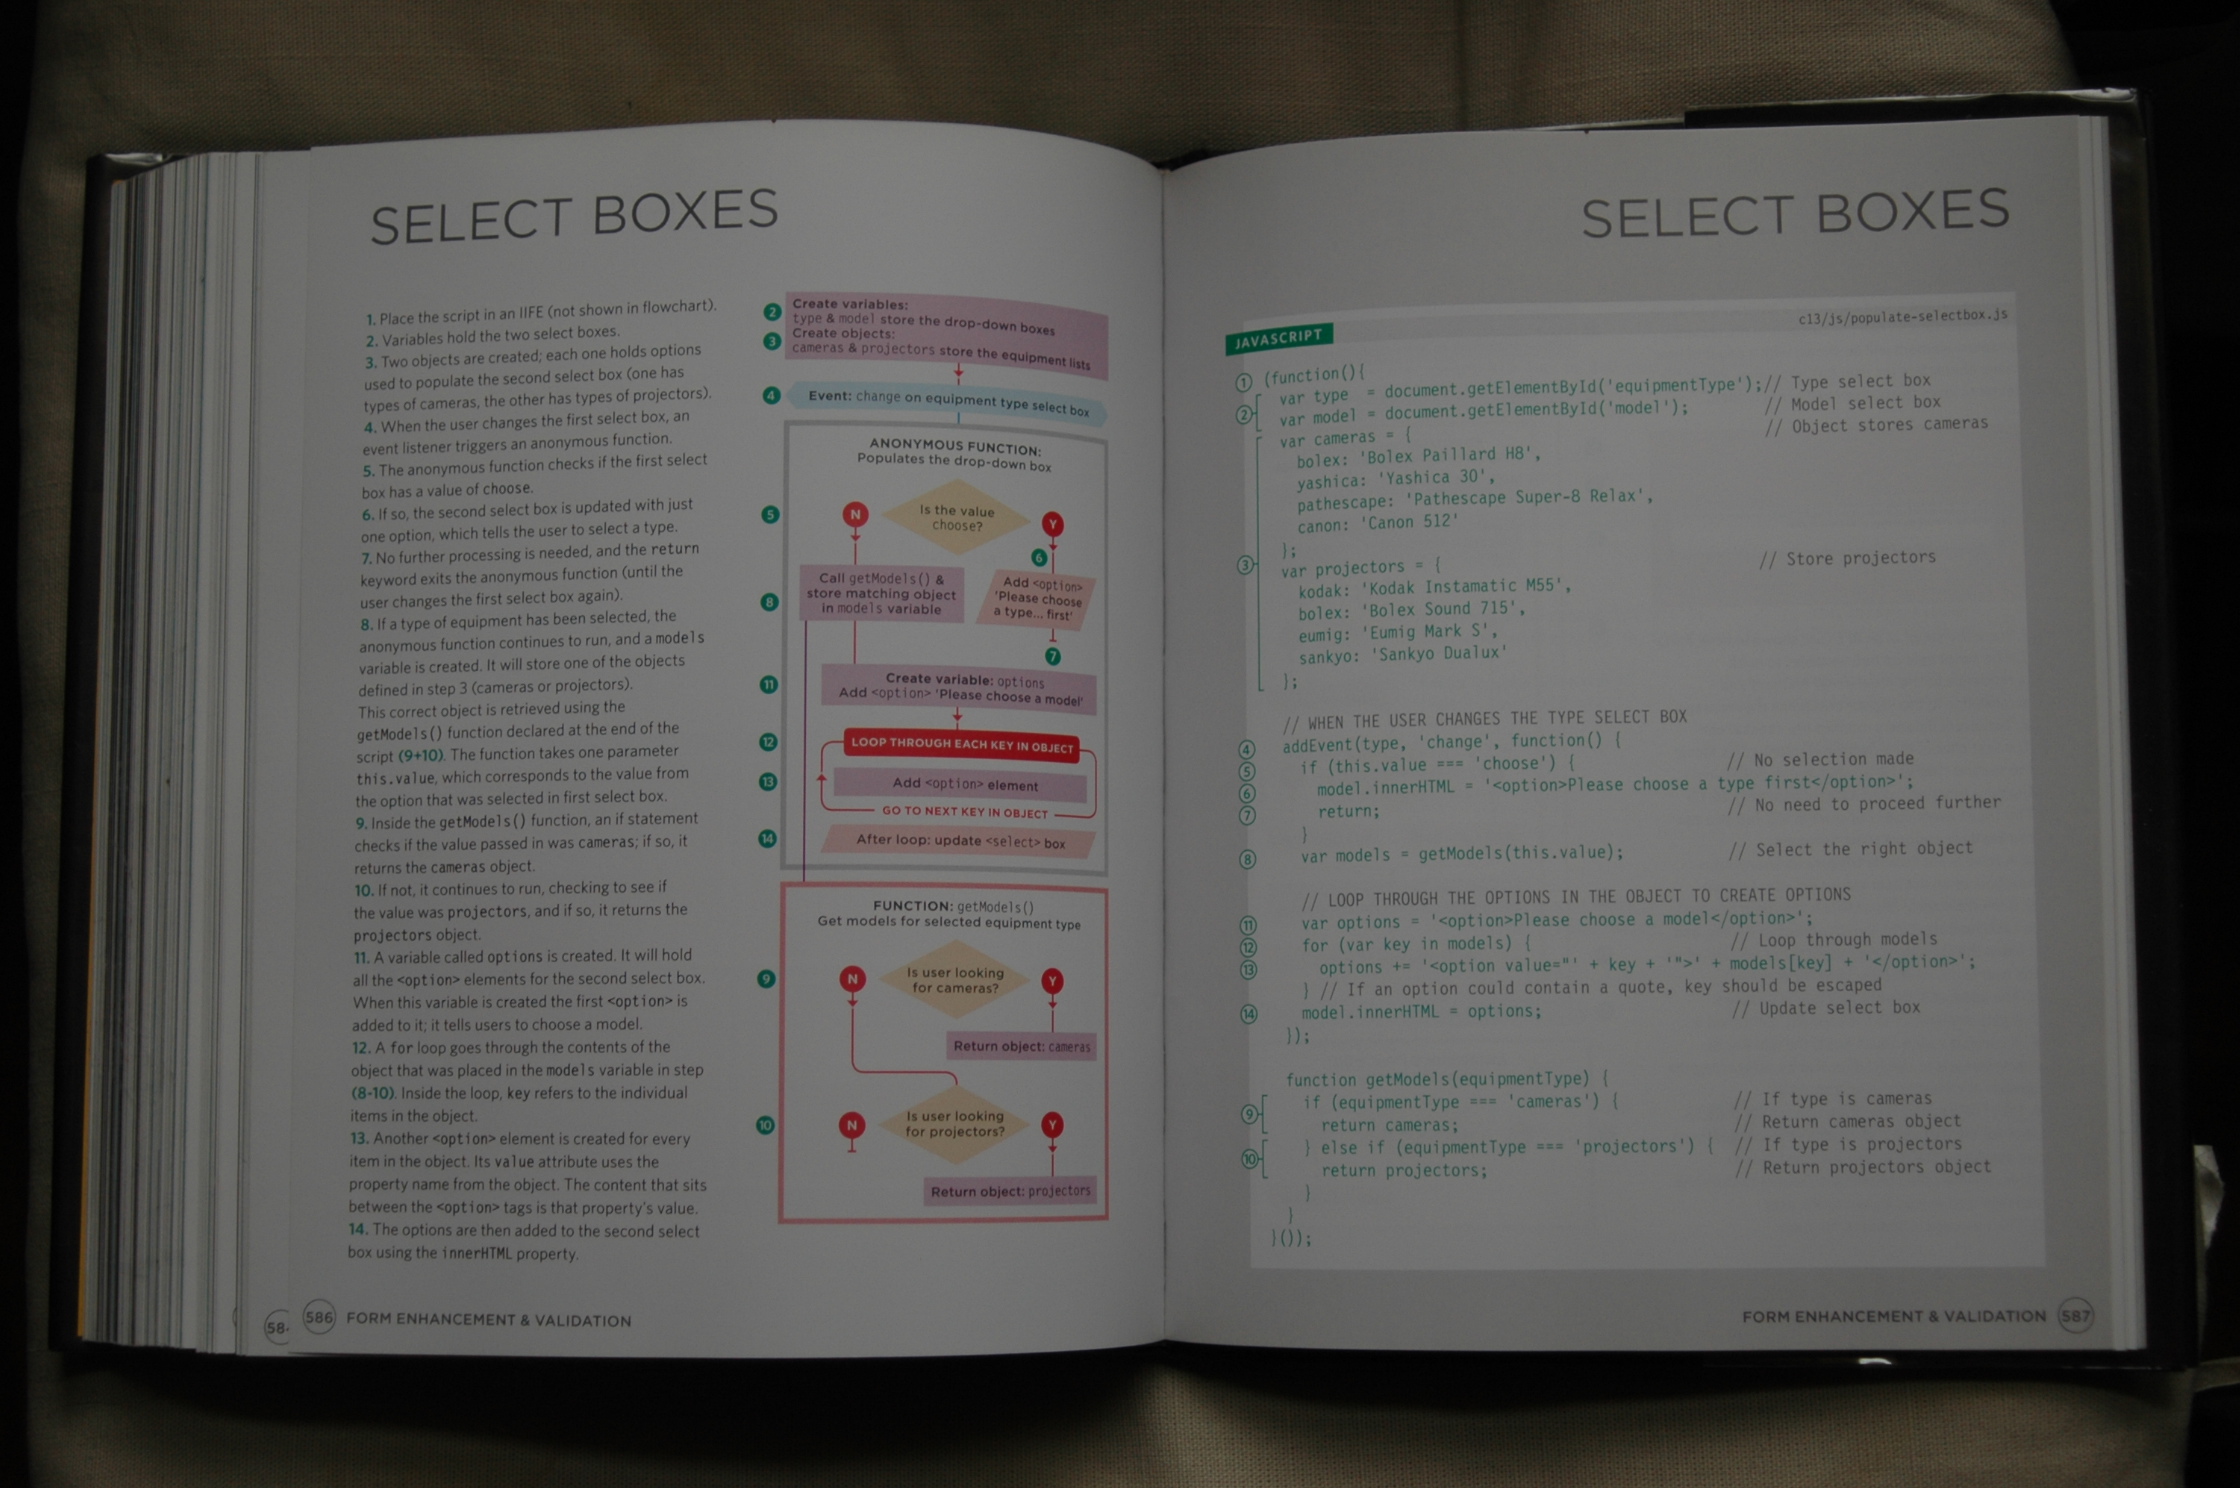 SELECT BOXES
1. Place the script in an IIFE (not shown in flowchart).
2. Variables hold the two select boxes.
3. Two objects are created; each one holds options
used to populate the second select box (one has
types of cameras, the other has types of projectors).
4. When the user changes the first select box, an
event listener triggers an anonymous function.
5. The anonymous function checks if the first select
box has a value of choose.
6. If so, the second select box is updated with just
one option, which tells the user to select a type.
7. No further processing is needed, and the return
keyword exits the anonymous function (until the
user changes the first select box again).
8. If a type of equipment has been selected, the
anonymous function continues to run, and a models
variable is created. It will store one of the objects
defined in step 3 (cameras or projectors).
This correct object is retrieved using the
getModels() function declared at the end of the
script (9+10). The function takes one parameter
this.value, which corresponds to the value from
the option that was selected in first select box.
9. Inside the getModels() function, an if statement
checks if the value passed in was cameras; if so, it
returns the cameras object.
10. If not, it continues to run, checking to see if
the value was projectors, and if so, it returns the
projectors object.
11. A variable called options is created. It will hold
all the <option> elements for the second select box.
When this variable is created the first <option> is
added to it; it tells users to choose a model.
12. A for loop goes through the contents of the
object that was placed in the models variable in step
(8-10). Inside the loop, key refers to the individual
items in the object.
13. Another <option> element is created for every
item in the object. Its value attribute uses the
property name from the object. The content that sits
between the <option> tags is that property's value.
14. The options are then added to the second select
box using the innerHTML property.
2 Create variables:
type & model store the drop-down boxes
3 Create objects:
cameras & projectors store the equipment lists
4 Event: change on equipment type select box
ANONYMOUS FUNCTION:
Populates the drop-down box
5 N Is the value Y
choose?
6
8 Call getModels() &
store matching object
in models variable
Add <option>
'Please choose
a type... first'
7
11 Create variable: options
Add <option> 'Please choose a model'
12 LOOP THROUGH EACH KEY IN OBJECT
13 Add <option> element
GO TO NEXT KEY IN OBJECT
14 After loop: update <select> box
FUNCTION: getModels()
Get models for selected equipment type
9 N Is user looking Y
for cameras?
Return object: cameras
10 N Is user looking Y
for projectors?
Return object: projectors
58
586 FORM ENHANCEMENT & VALIDATION
SELECT BOXES
c13/js/populate-selectbox.js
JAVASCRIPT
1 (function(){
2 var type = document.getElementById('equipmentType');// Type select box
var model = document.getElementById('model'); // Model select box
3 var cameras = { // Object stores cameras
bolex: 'Bolex Paillard H8',
yashica: 'Yashica 30',
pathescape: 'Pathescape Super-8 Relax',
canon: 'Canon 512'
};
var projectors = { // Store projectors
kodak: 'Kodak Instamatic M55',
bolex: 'Bolex Sound 715',
eumig: 'Eumig Mark S',
sankyo: 'Sankyo Dualux'
};
// WHEN THE USER CHANGES THE TYPE SELECT BOX
4 addEvent(type, 'change', function() {
5 if (this.value === 'choose') { // No selection made
6 model.innerHTML = '<option>Please choose a type first</option>';
7 return; // No need to proceed further
}
8 var models = getModels(this.value); // Select the right object
// LOOP THROUGH THE OPTIONS IN THE OBJECT TO CREATE OPTIONS
11 var options = '<option>Please choose a model</option>';
12 for (var key in models) { // Loop through models
13 options += '<option value="' + key + '">' + models[key] + '</option>';
} // If an option could contain a quote, key should be escaped
14 model.innerHTML = options; // Update select box
});
function getModels(equipmentType) {
9 if (equipmentType === 'cameras') { // If type is cameras
return cameras; // Return cameras object
10 } else if (equipmentType === 'projectors') { // If type is projectors
return projectors; // Return projectors object
}
}
}());
FORM ENHANCEMENT & VALIDATION 587